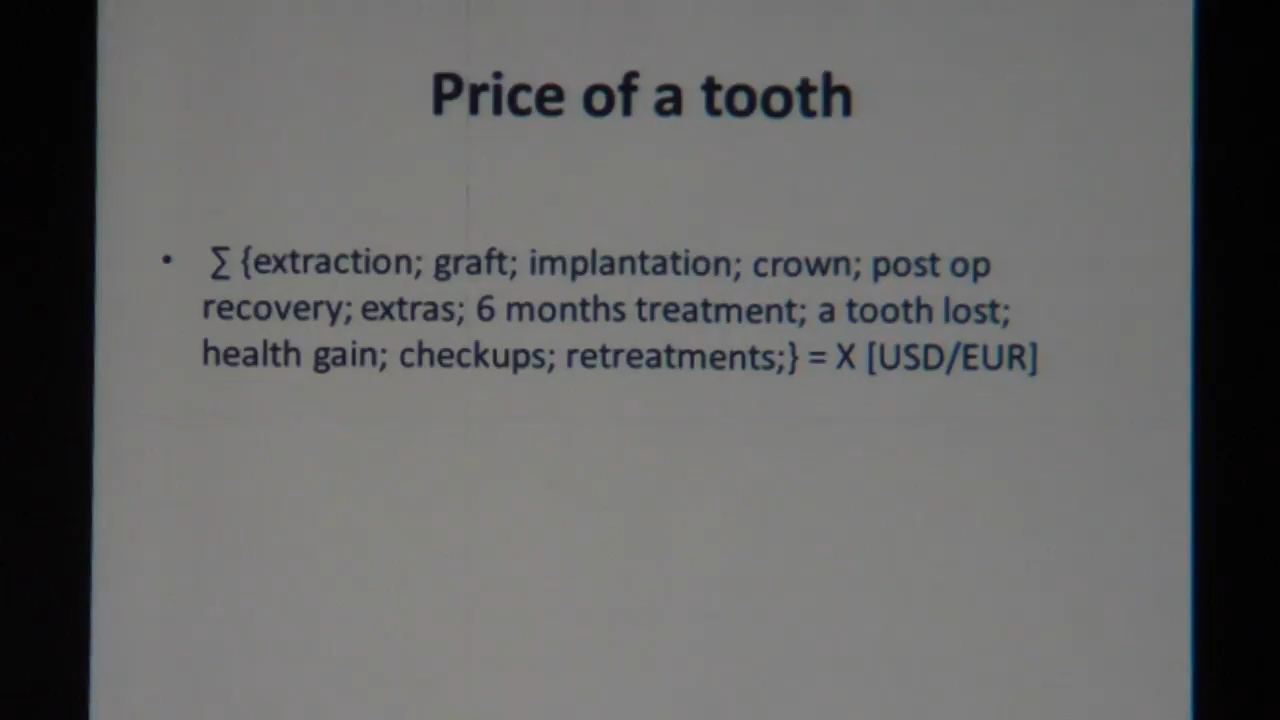 Price of a tooth
• ∑ {extraction; graft; implantation; crown; post op
recovery; extras; 6 months treatment; a tooth lost;
health gain; checkups; retreatments;} = X [USD/EUR]